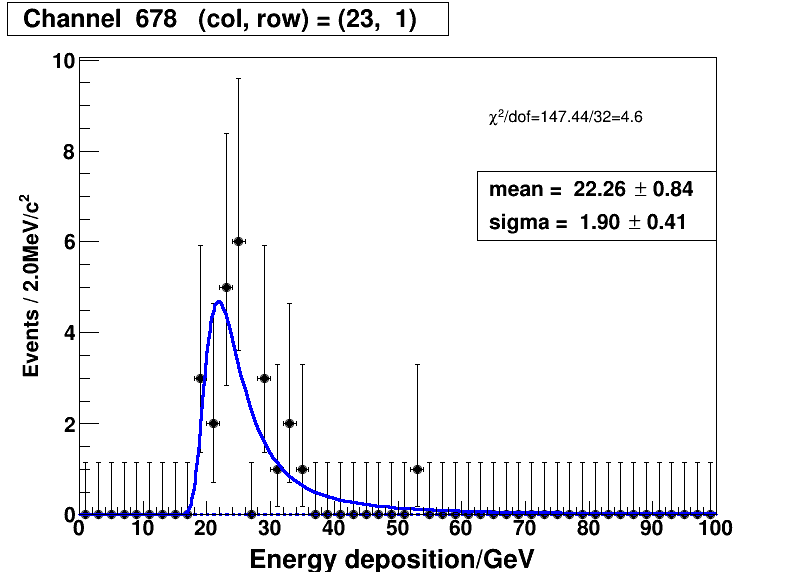 Channel 678 (col, row) = (23, 1)
10
χ²/dof=147.44/32=4.6
8
mean = 22.26 ± 0.84
sigma = 1.90 ± 0.41
6
Events / 2.0MeV/c²
4
2
0
0 10 20 30 40 50 60 70 80 90 100
Energy deposition/GeV